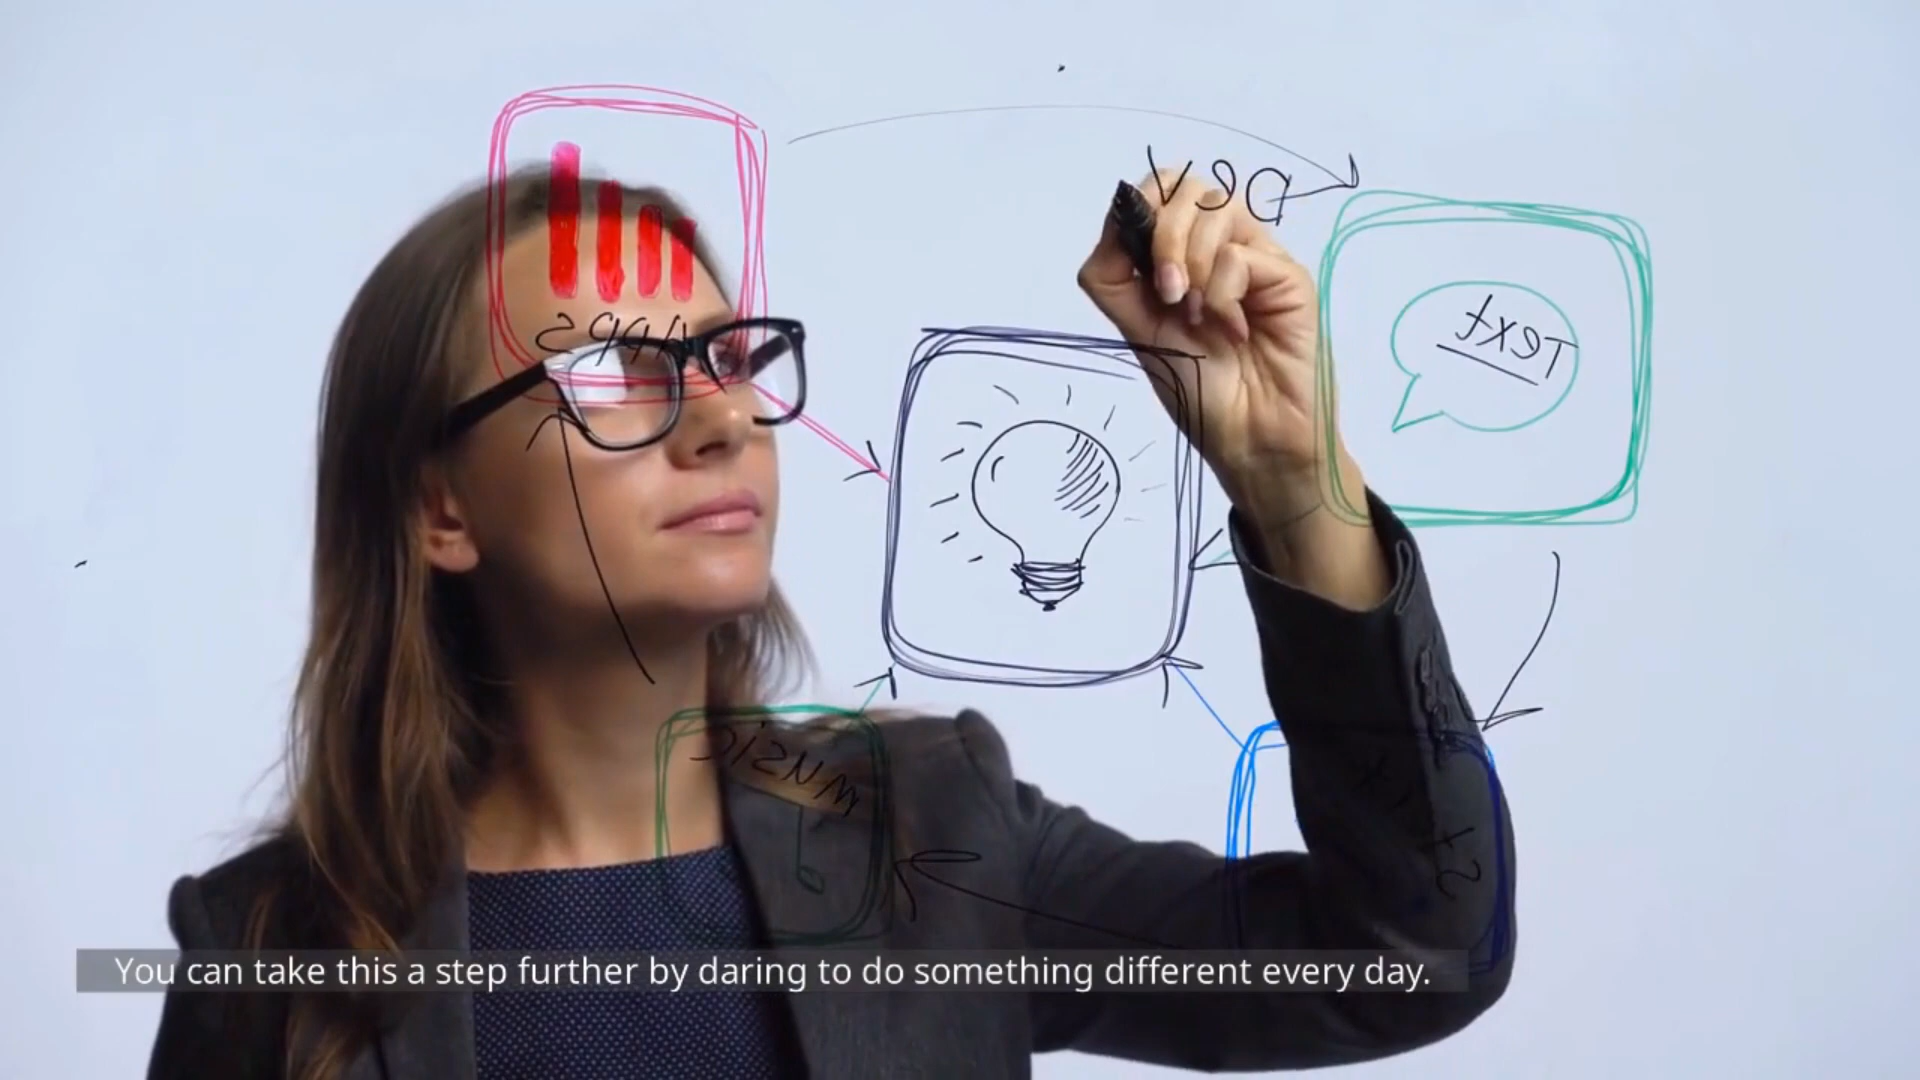 Dev
Text
Apps
Music
You can take this a step further by daring to do something different every day.